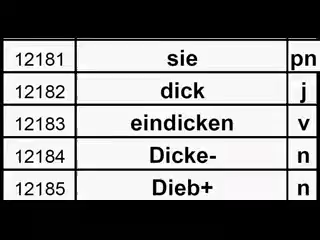 12181 sie pn
12182 dick j
12183 eindicken v
12184 Dicke- n
12185 Dieb+ n